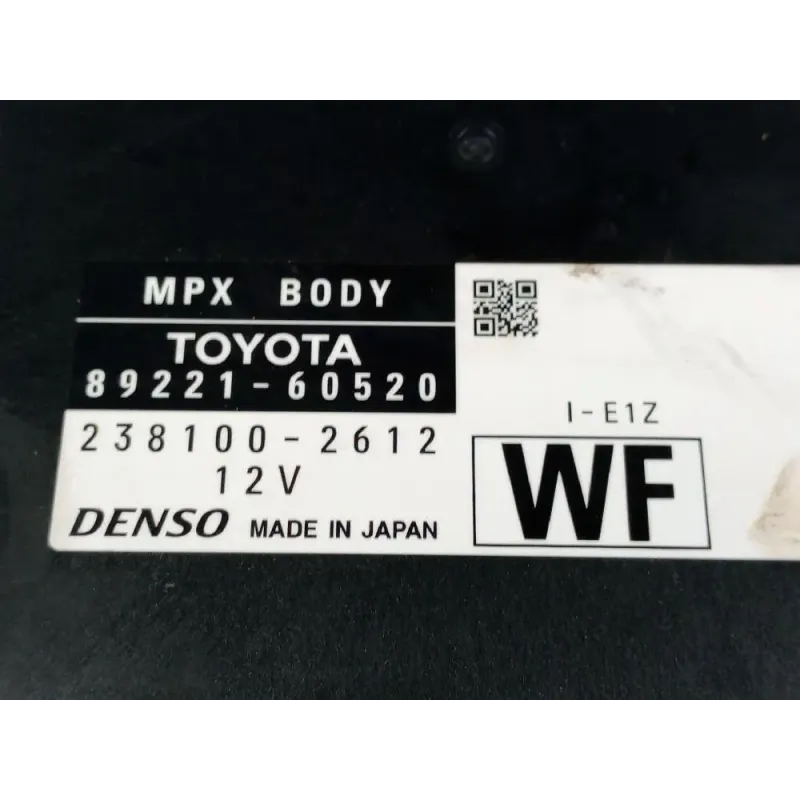 MPX BODY
TOYOTA
89221-60520
238100-2612
12V
DENSO MADE IN JAPAN
I-E1Z
WF